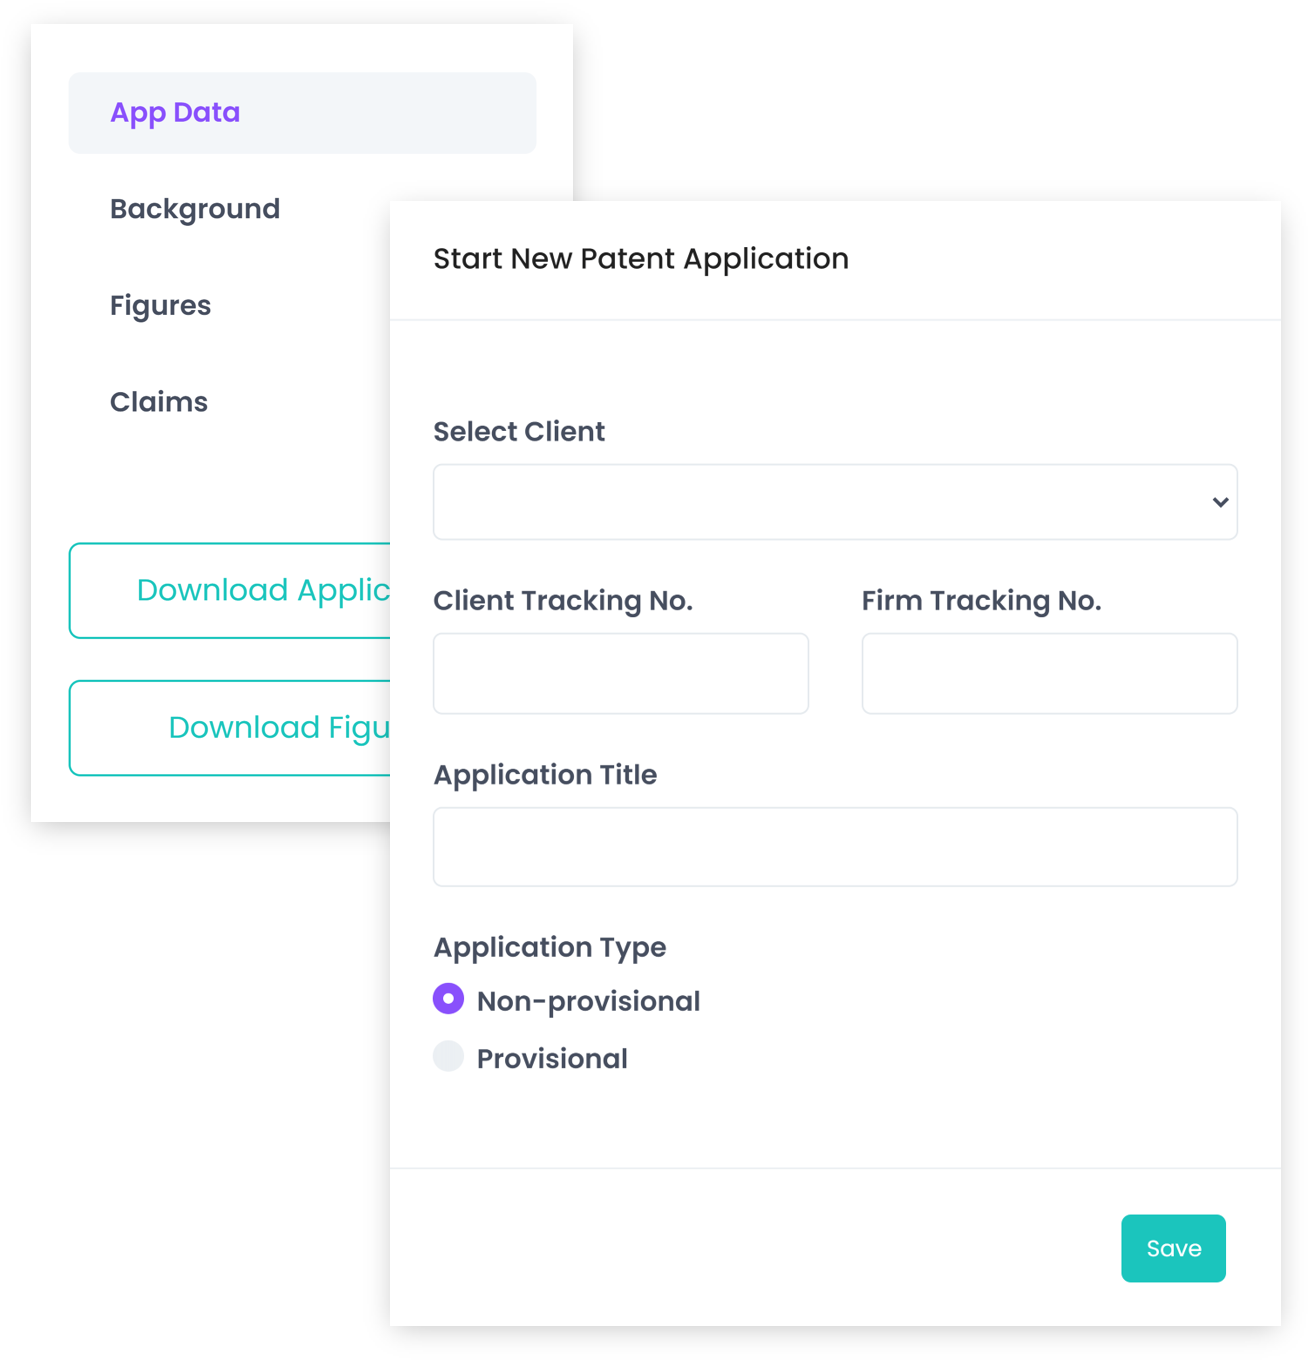 App Data
Background
Figures
Claims
Download Applic
Download Figu
Start New Patent Application
Select Client
Client Tracking No.
Firm Tracking No.
Application Title
Application Type
Non-provisional
Provisional
Save